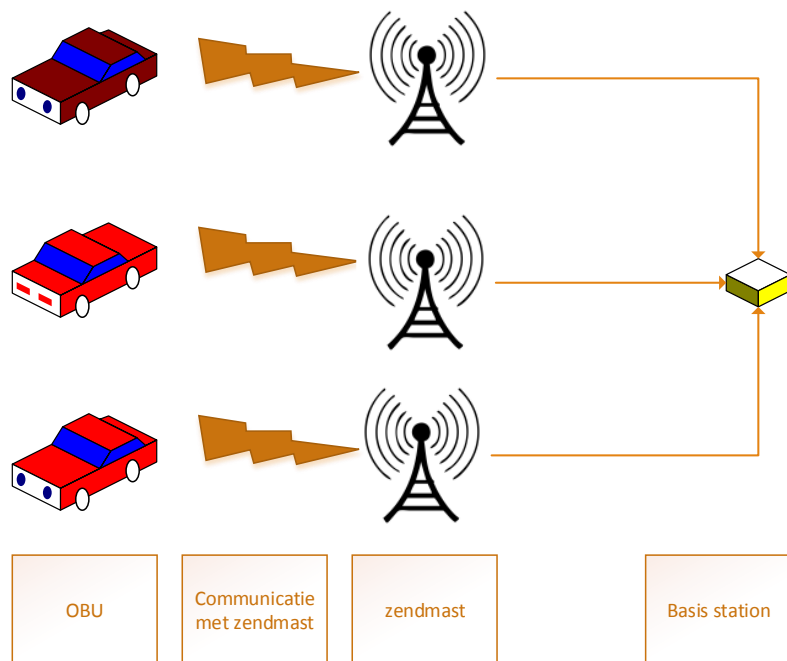 OBU
Communicatie
met zendmast
zendmast
Basis station